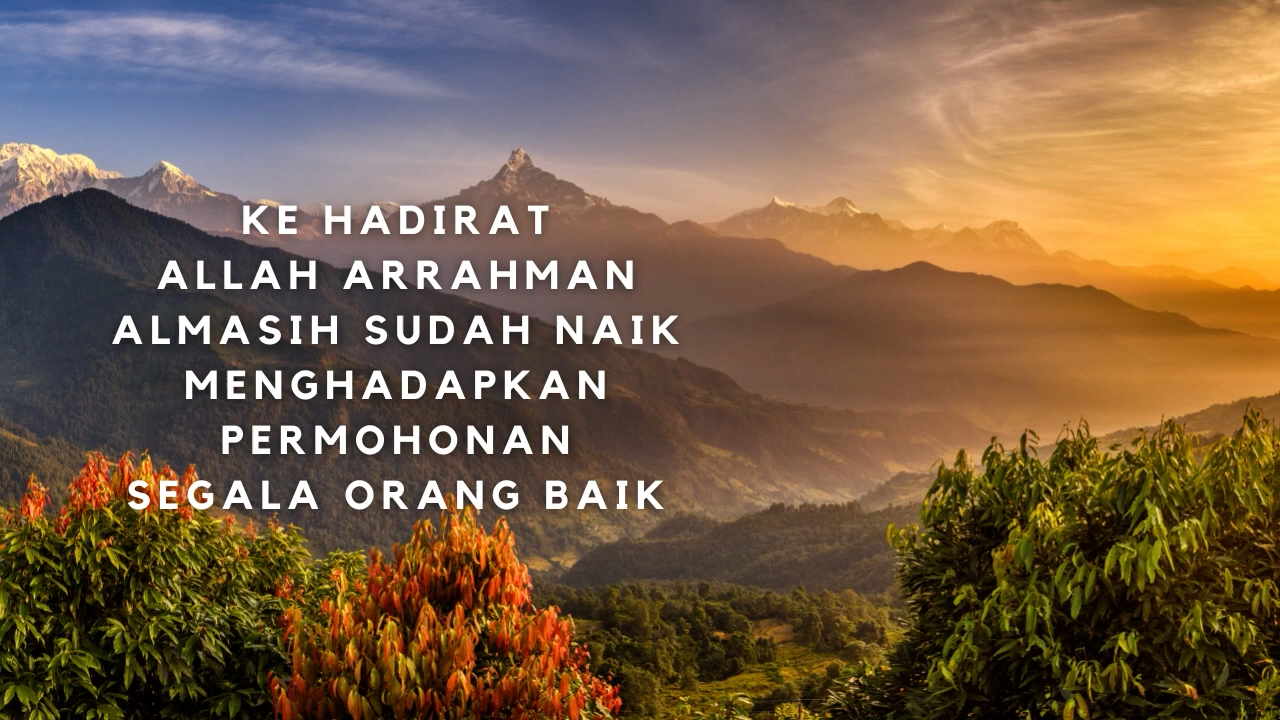 KE HADIRAT
ALLAH ARRAHMAN
ALMASIH SUDAH NAIK
MENGHADAPKAN
PERMOHONAN
SEGALA ORANG BAIK